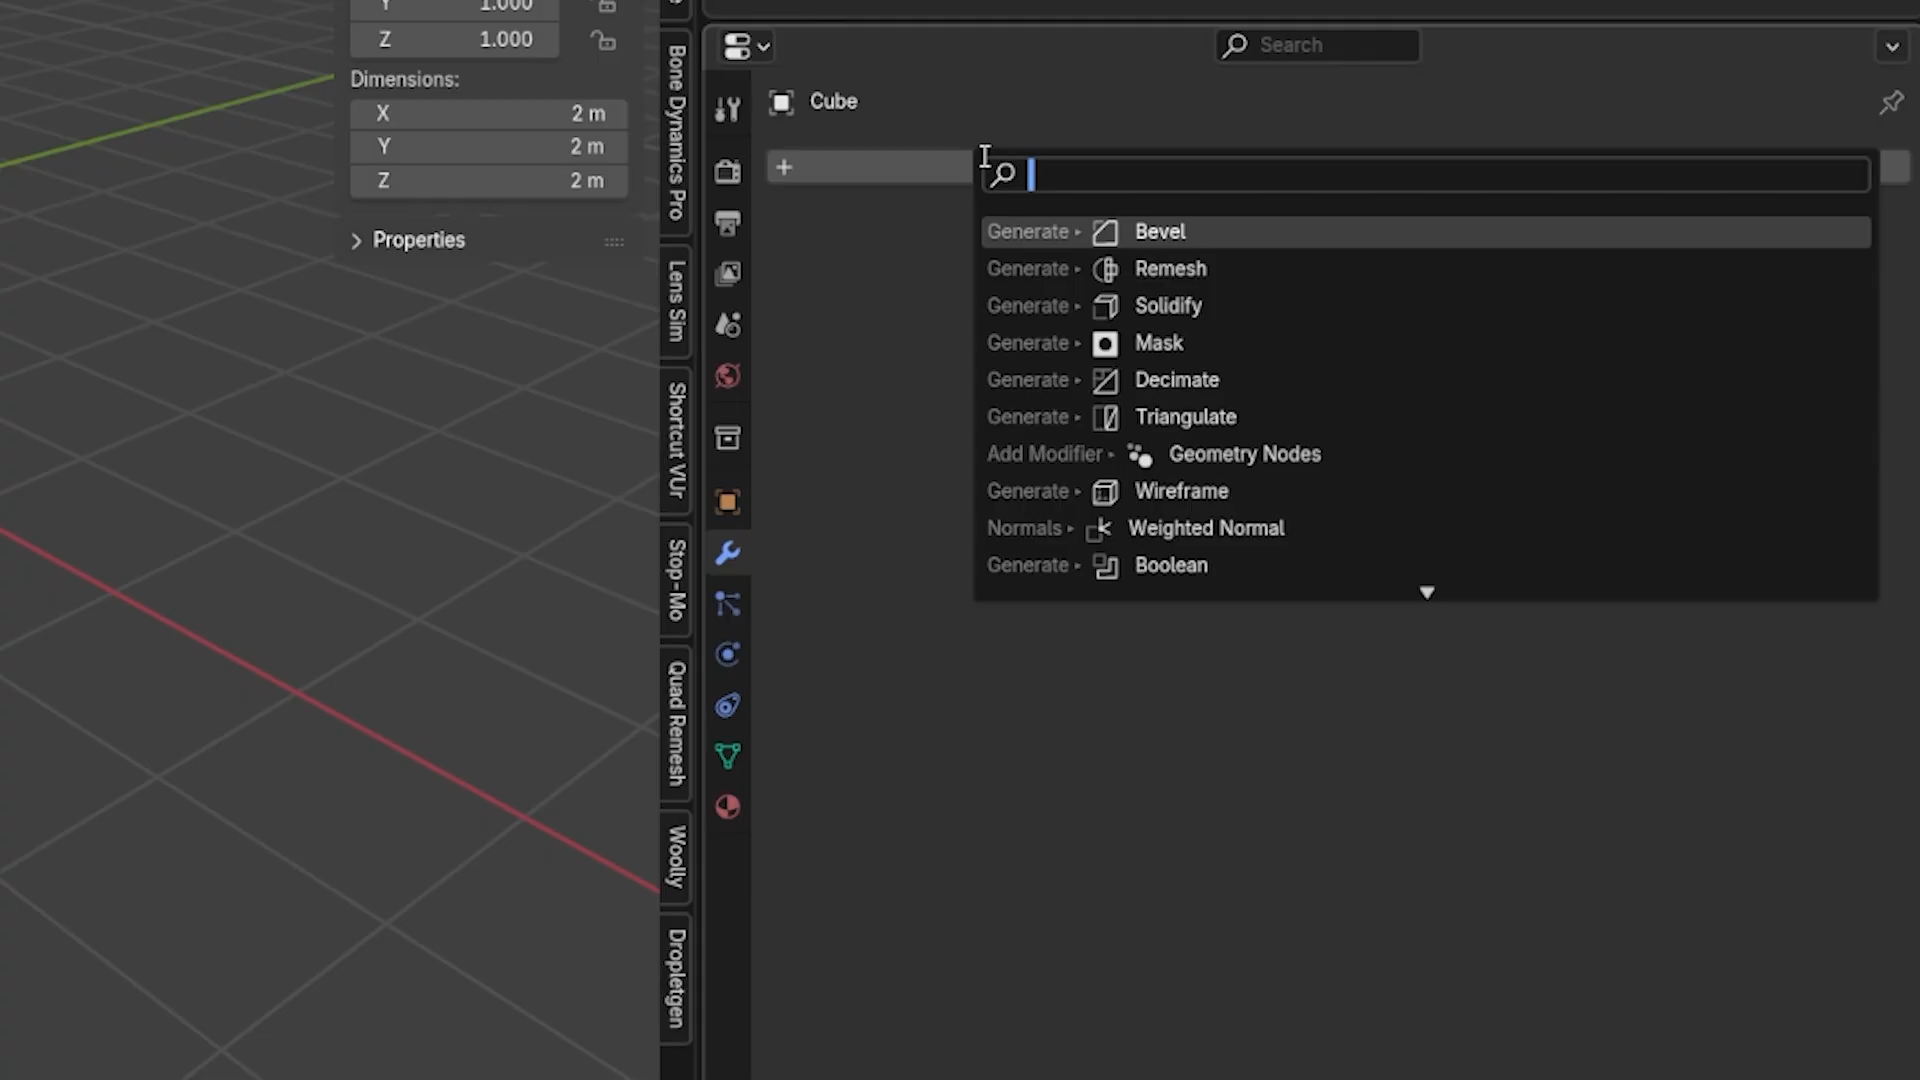 Y 1.000
Z 1.000
Dimensions:
X 2 m
Y 2 m
Z 2 m
Properties
Bone Dynamics Pro
Lens Sim
Shortcut VUr
Stop-Mo
Quad Remesh
Woolly
Dropletgen
Search
Cube
+
Generate ▸ Bevel
Generate ▸ Remesh
Generate ▸ Solidify
Generate ▸ Mask
Generate ▸ Decimate
Generate ▸ Triangulate
Add Modifier ▸ Geometry Nodes
Generate ▸ Wireframe
Normals ▸ Weighted Normal
Generate ▸ Boolean